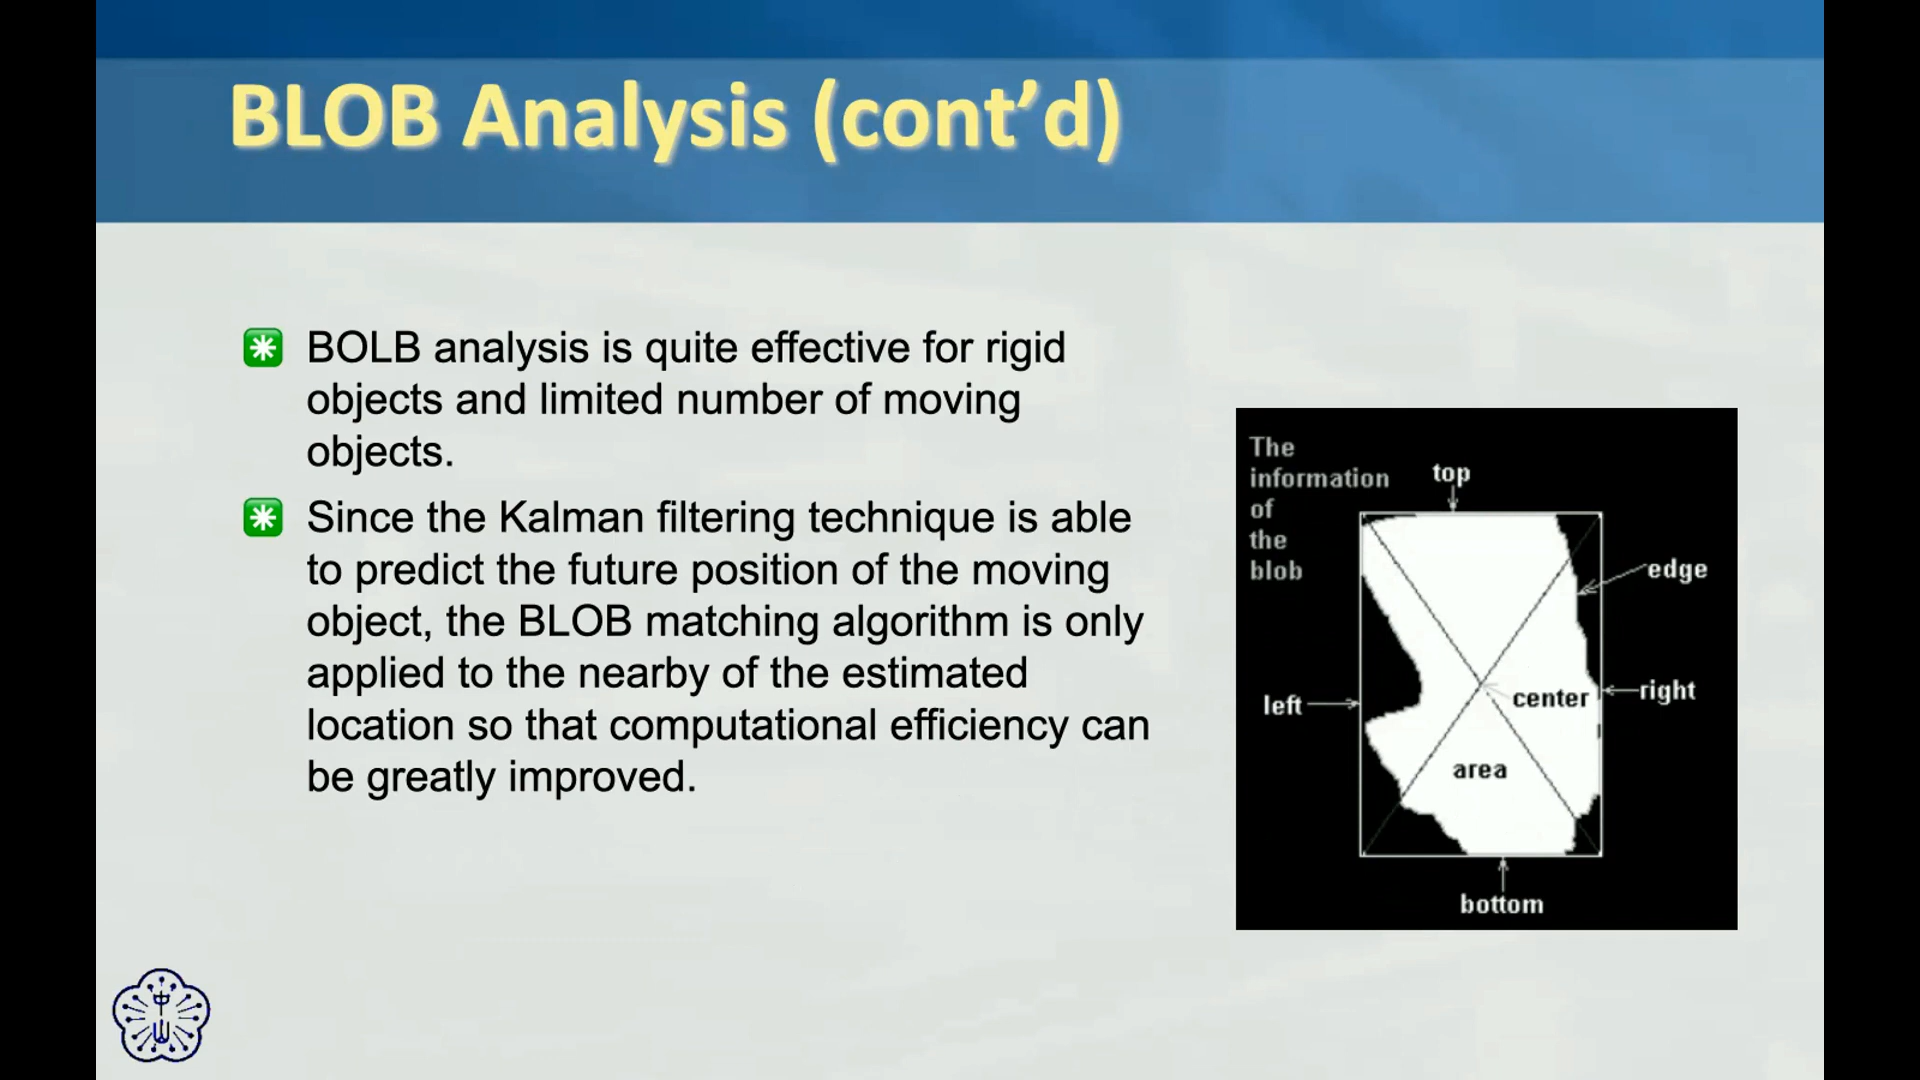 BLOB Analysis (cont’d)
BOLB analysis is quite effective for rigid
objects and limited number of moving
objects.
Since the Kalman filtering technique is able
to predict the future position of the moving
object, the BLOB matching algorithm is only
applied to the nearby of the estimated
location so that computational efficiency can
be greatly improved.
The
information
of
the
blob
top
edge
left
center
right
area
bottom